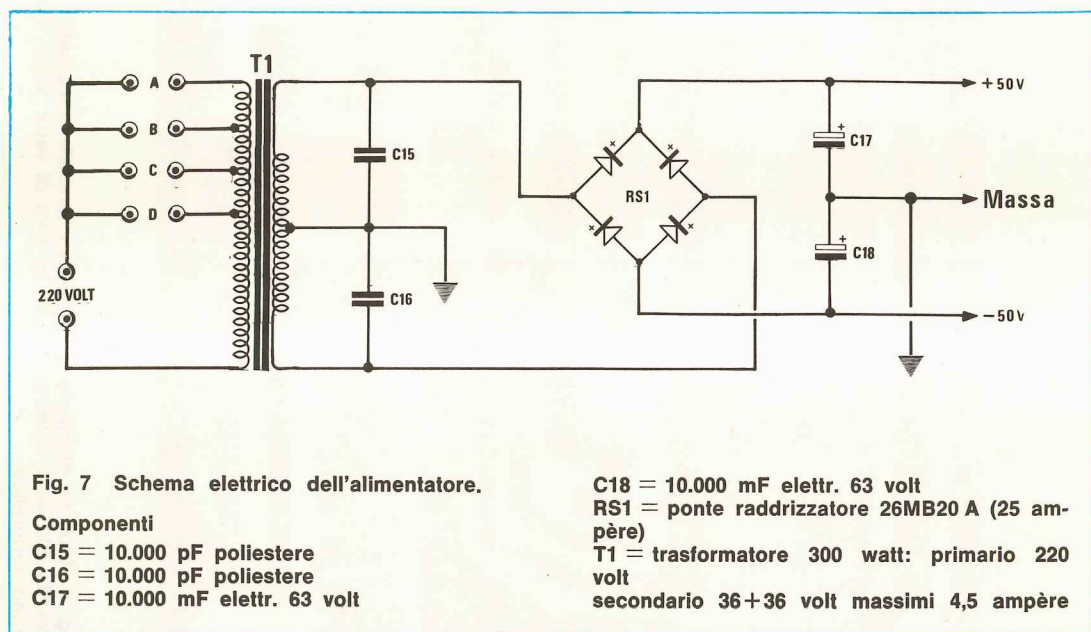 T1
A
B
C
D
220 VOLT
C15
C16
RS1
+
C17
+
C18
+50V
Massa
−50V
Fig. 7 Schema elettrico dell'alimentatore.
Componenti
C15 = 10.000 pF poliestere
C16 = 10.000 pF poliestere
C17 = 10.000 mF elettr. 63 volt
C18 = 10.000 mF elettr. 63 volt
RS1 = ponte raddrizzatore 26MB20 A (25 am-
père)
T1 = trasformatore 300 watt: primario 220
volt
secondario 36+36 volt massimi 4,5 ampère